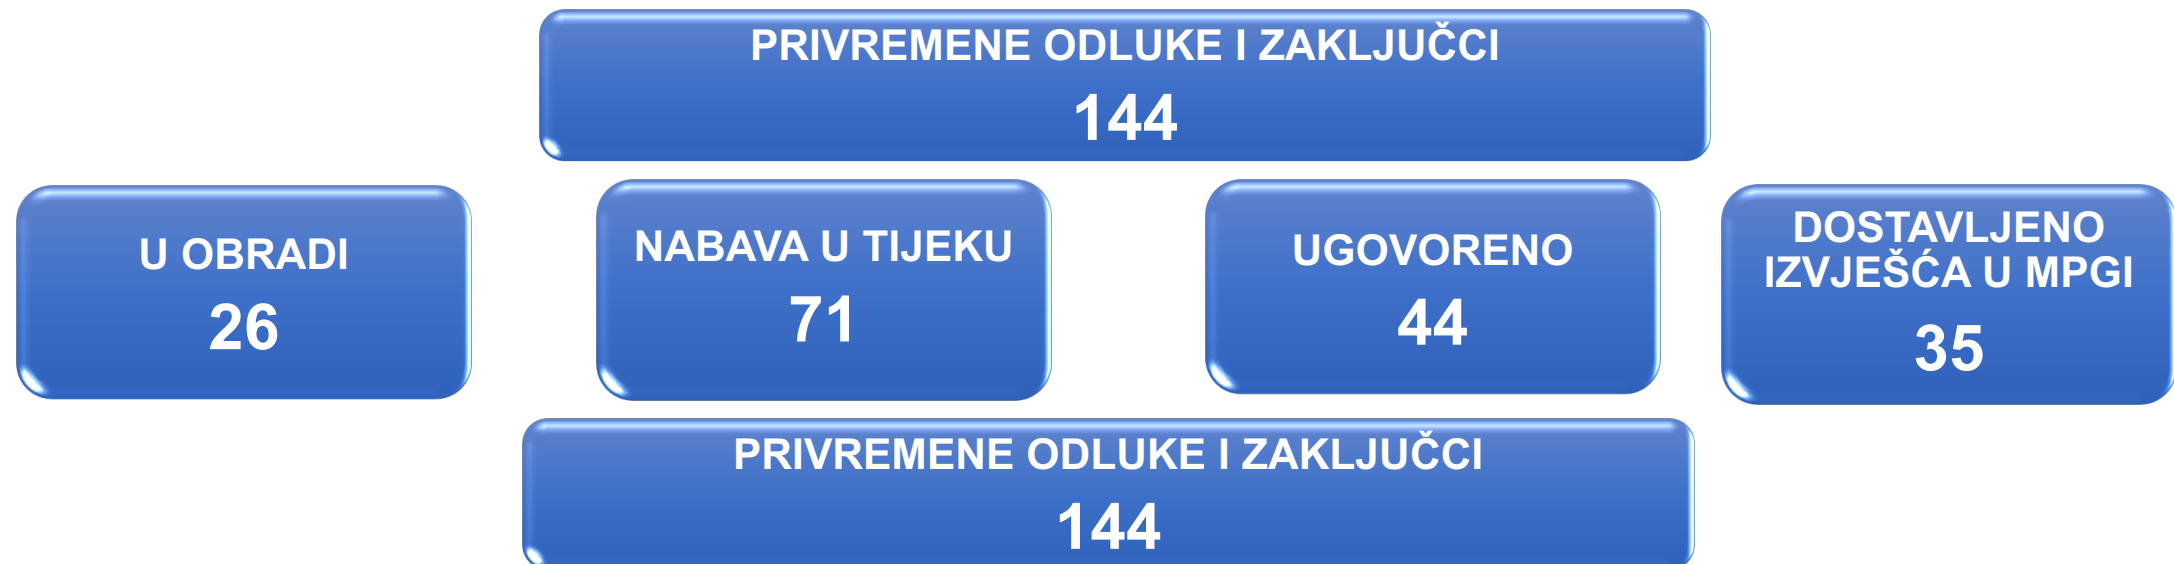 PRIVREMENE ODLUKE I ZAKLJUČCI
144
U OBRADI
26
NABAVA U TIJEKU
71
UGOVORENO
44
DOSTAVLJENO
IZVJEŠĆA U MPGI
35
PRIVREMENE ODLUKE I ZAKLJUČCI
144